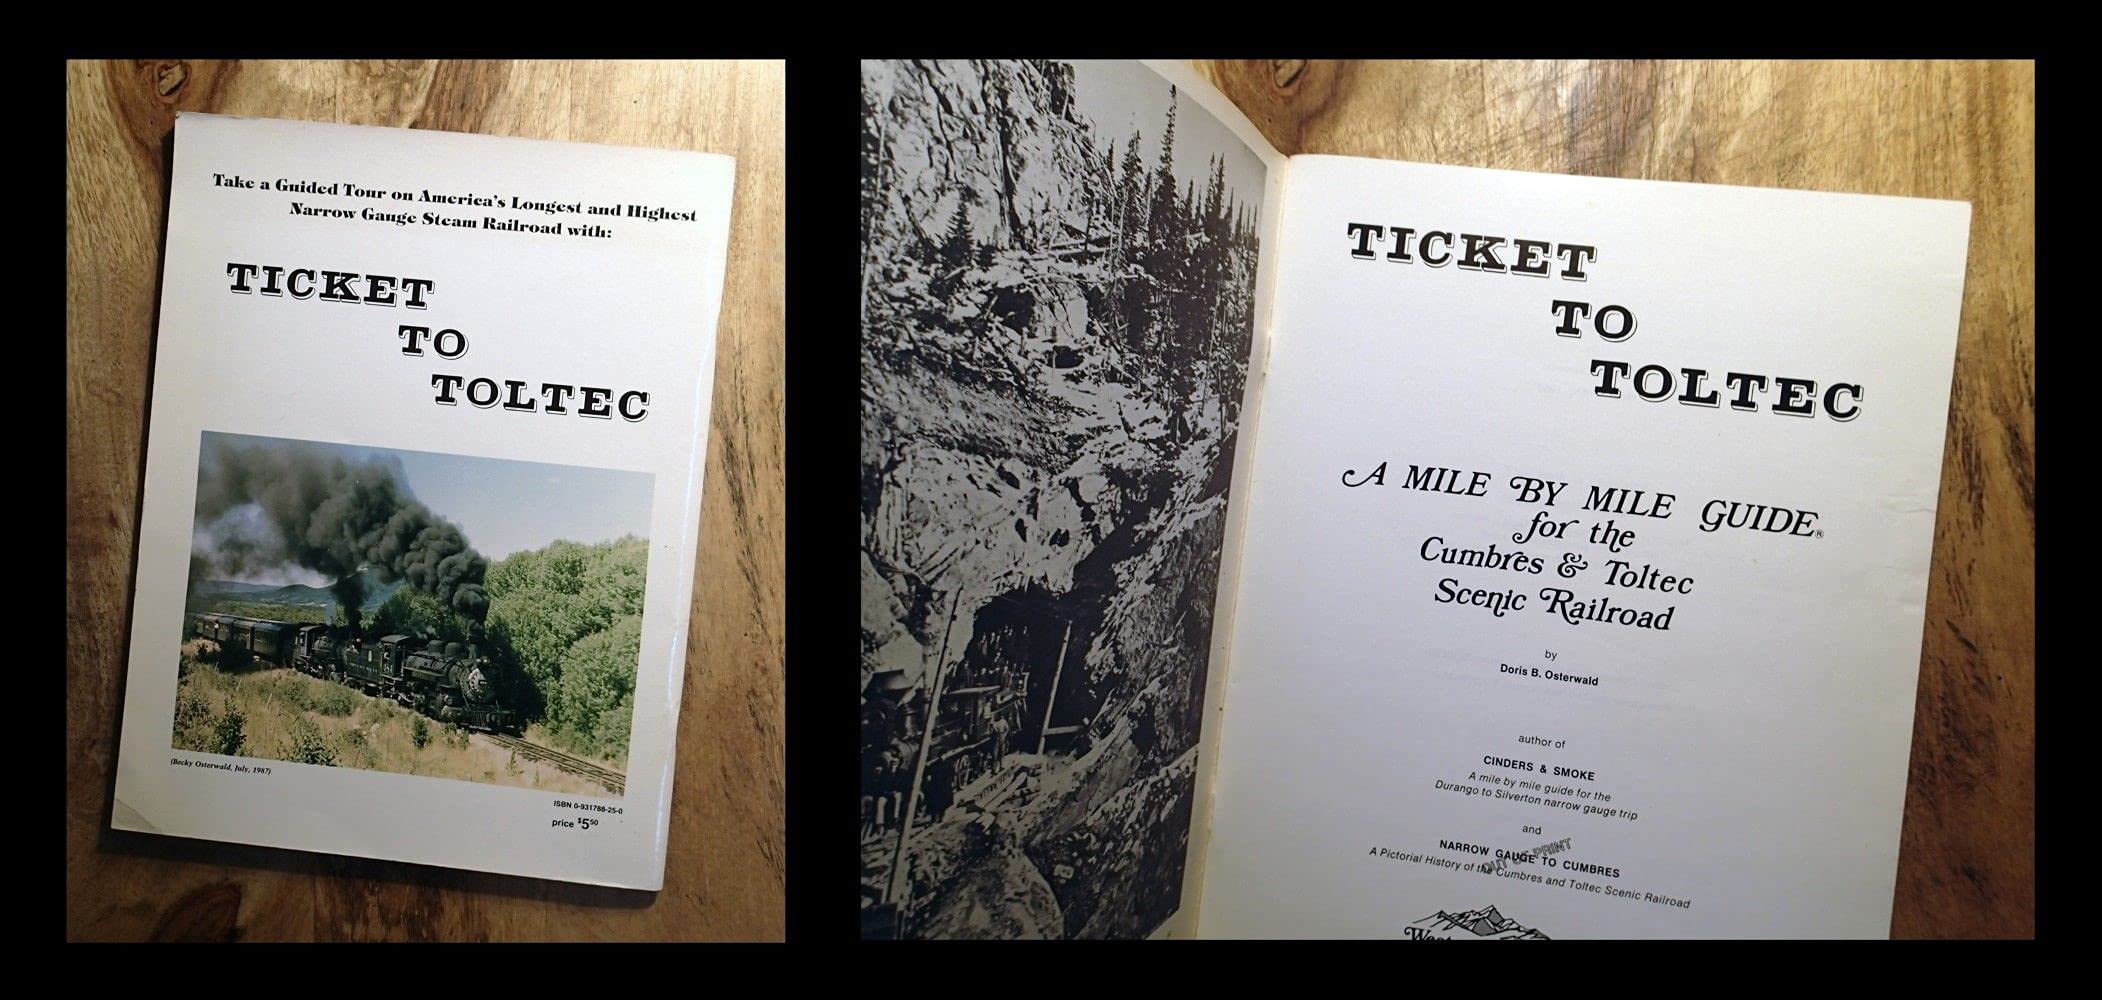 Take a Guided Tour on America's Longest and Highest
Narrow Gauge Steam Railroad with:
TICKET
TO
TOLTEC
(Becky Osterwald, July, 1987)
ISBN 0-931788-25-0
price $5.50
TICKET
TO
TOLTEC
A MILE BY MILE GUIDE®
for the
Cumbres & Toltec
Scenic Railroad
by
Doris B. Osterwald
author of
CINDERS & SMOKE
A mile by mile guide for the
Durango to Silverton narrow gauge trip
and
NARROW GAUGE TO CUMBRES
OUT OF PRINT
A Pictorial History of the Cumbres and Toltec Scenic Railroad